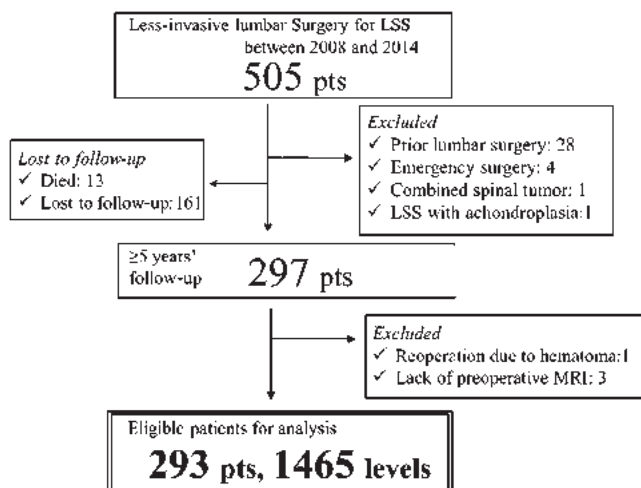 Less-invasive lumbar Surgery for LSS
between 2008 and 2014
505 pts
Excluded
✓ Prior lumbar surgery: 28
✓ Emergency surgery: 4
✓ Combined spinal tumor: 1
✓ LSS with achondroplasia:1
Lost to follow-up
✓ Died: 13
✓ Lost to follow-up:161
≥5 years'
follow-up
297 pts
Excluded
✓ Reoperation due to hematoma:1
✓ Lack of preoperative MRI: 3
Eligible patients for analysis
293 pts, 1465 levels